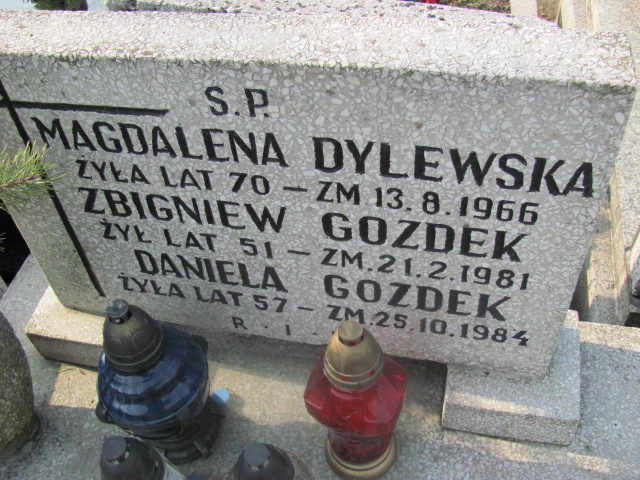 S.P.
MAGDALENA DYLEWSKA
ŻYŁA LAT 70 – ZM 13.8.1966
ZBIGNIEW GOZDEK
ŻYŁ LAT 51 – ZM.21.2.1981
DANIELA GOZDEK
ŻYŁA LAT 57 – ZM.25.10.1984
R.I.